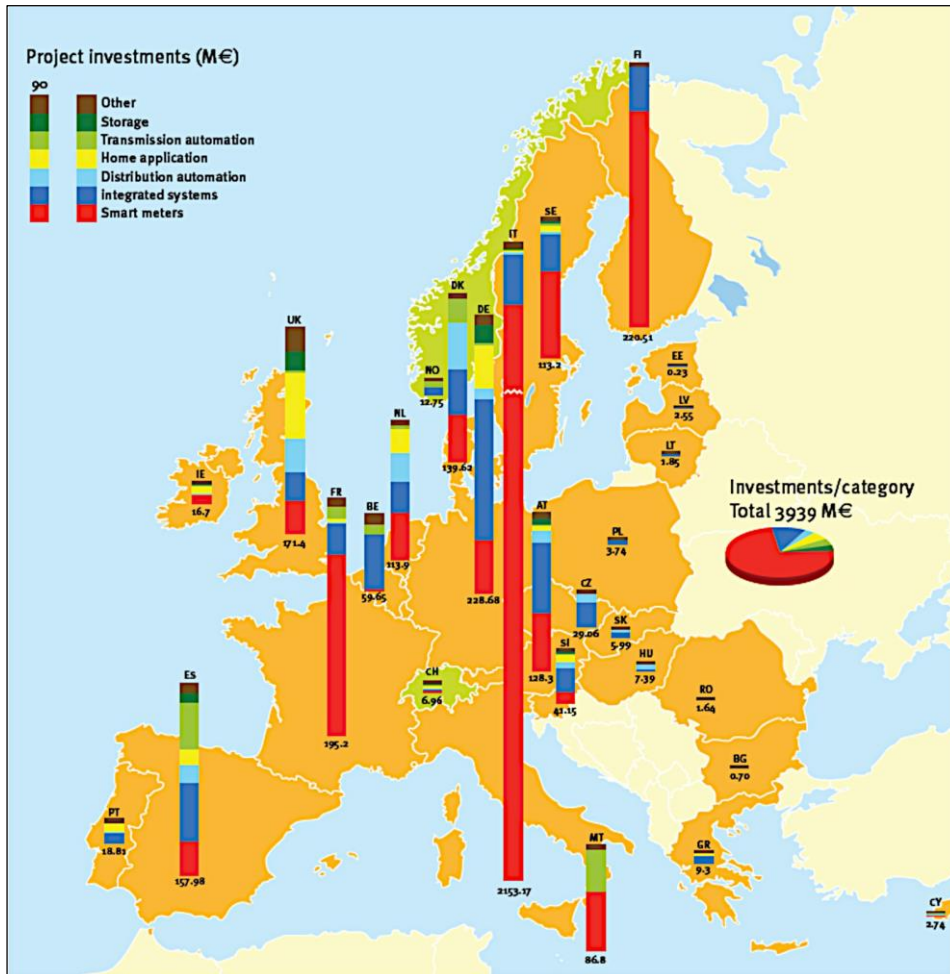 Project investments (M€)
90
Other
Storage
Transmission automation
Home application
Distribution automation
integrated systems
Smart meters
FI
220.51
SE
113.2
IT
2153.17
DK
139.62
DE
228.68
NO
12.75
UK
171.4
NL
113.9
EE
0.23
LV
2.55
LT
1.85
IE
16.7
FR
195.2
BE
59.65
AT
128.3
PL
3.74
Investments/category
Total 3939 M€
CZ
29.06
SK
5.99
SI
41.15
HU
7.39
CH
6.96
RO
1.64
ES
157.98
BG
0.70
PT
18.81
MT
86.8
GR
9.3
CY
2.74